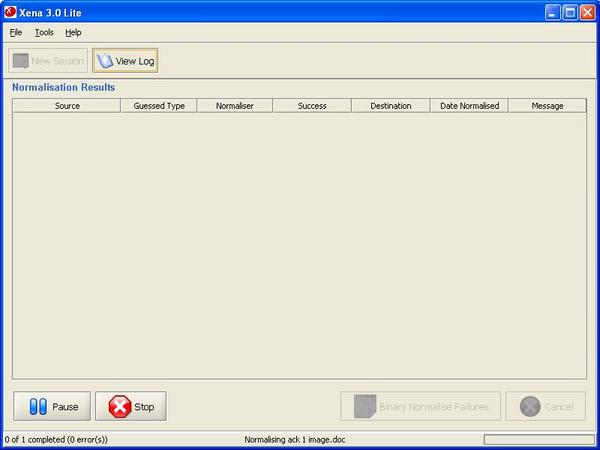 Xena 3.0 Lite
File Tools Help
New Session View Log
Normalisation Results
Source Guessed Type Normaliser Success Destination Date Normalised Message
Pause Stop Binary Normalise Failures Cancel
0 of 1 completed (0 error(s)) Normalising ack 1 image.doc